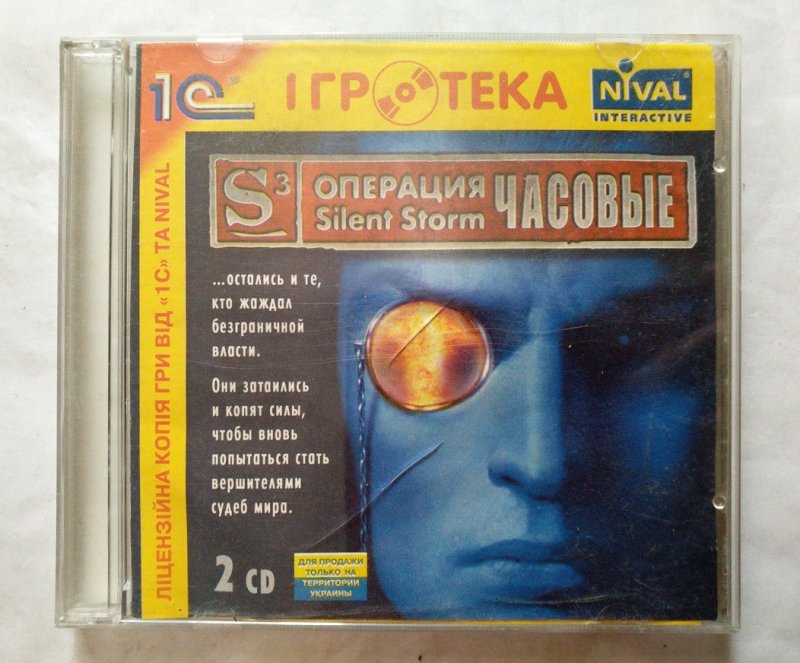 1С®
ІГРОТЕКА
NIVAL®
INTERACTIVE
S3
ОПЕРАЦИЯ
Silent Storm
ЧАСОВЫЕ
...остались и те,
кто жаждал
безграничной
власти.
Они затаились
и копят силы,
чтобы вновь
попытаться стать
вершителями
судеб мира.
2 CD
ДЛЯ ПРОДАЖИ
ТОЛЬКО НА
ТЕРРИТОРИИ
УКРАИНЫ
ЛІЦЕНЗІЙНА КОПІЯ ГРИ ВІД «1С» ТА NIVAL